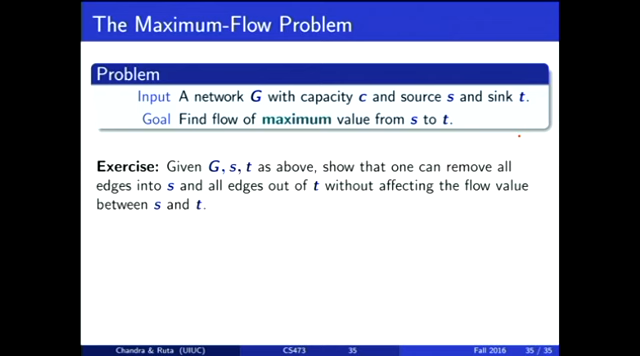 The Maximum-Flow Problem
Problem
Input A network G with capacity c and source s and sink t.
Goal Find flow of maximum value from s to t.
Exercise: Given G, s, t as above, show that one can remove all
edges into s and all edges out of t without affecting the flow value
between s and t.
Chandra & Ruta (UIUC) CS473 35 Fall 2016 35 / 35